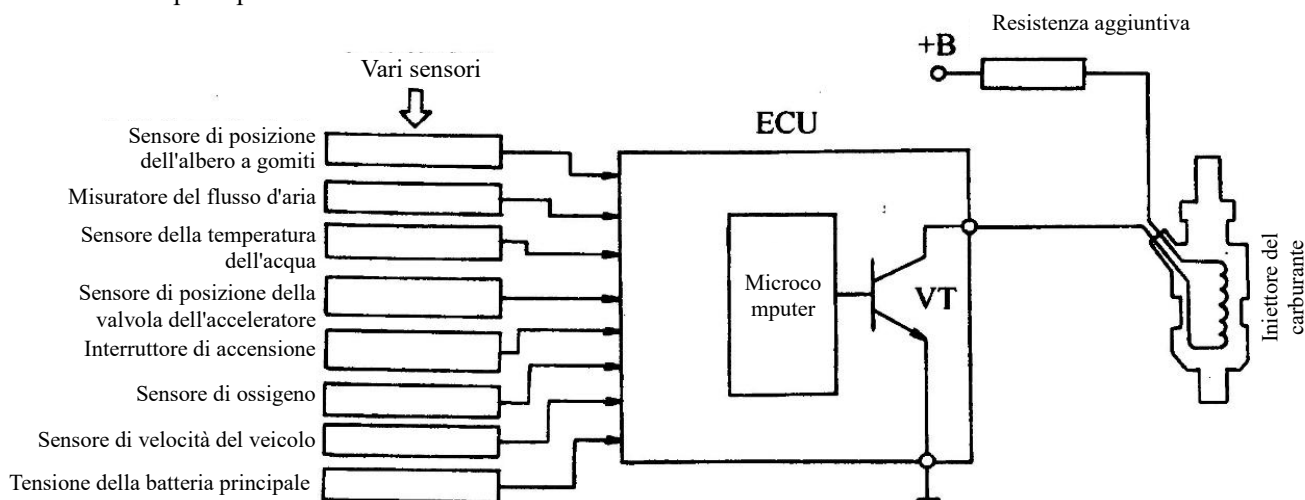 Resistenza aggiuntiva
+B
Vari sensori
ECU
Sensore di posizione
dell'albero a gomiti
Misuratore del flusso d'aria
Sensore della temperatura
dell'acqua
Sensore di posizione della
valvola dell'acceleratore
Interruttore di accensione
Sensore di ossigeno
Sensore di velocità del veicolo
Tensione della batteria principale
Microco
mputer
VT
Iniettore del
carburante